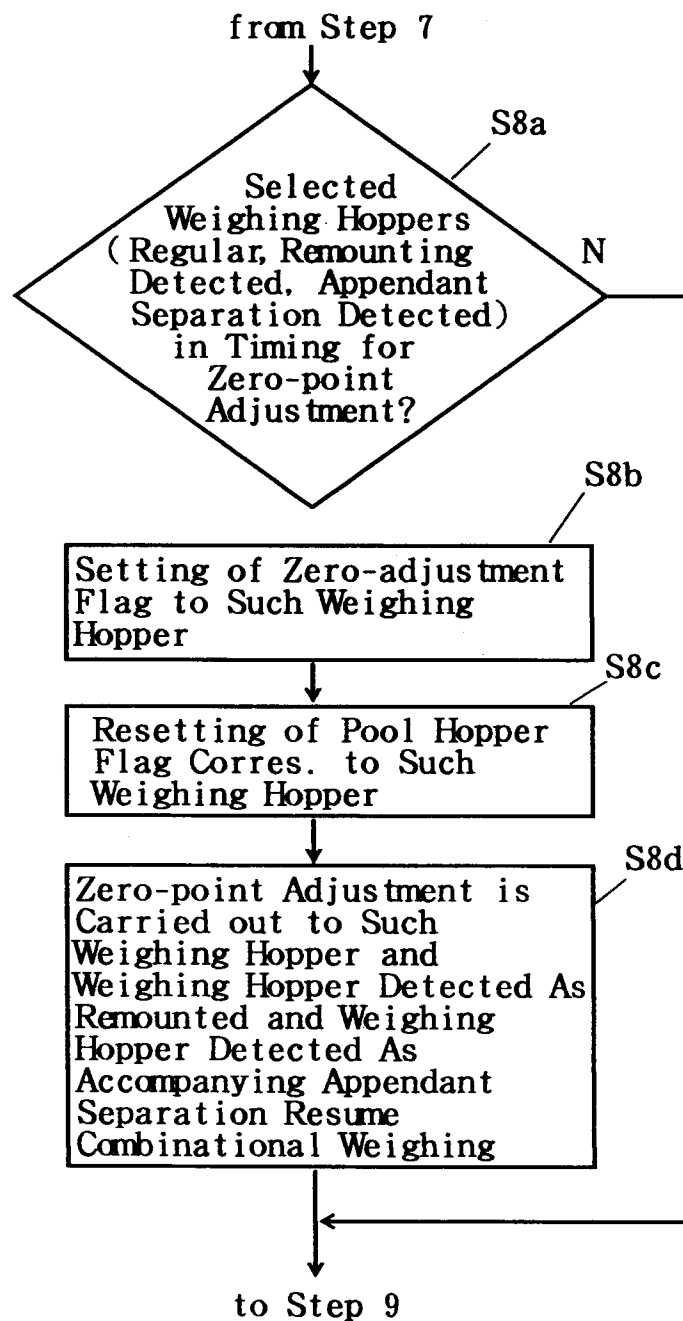 from Step 7
S8a
Selected
Weighing Hoppers
(Regular, Remounting
Detected, Appendant
Separation Detected)
in Timing for
Zero-point
Adjustment?
N
S8b
Setting of Zero-adjustment
Flag to Such Weighing
Hopper
S8c
Resetting of Pool Hopper
Flag Corres. to Such
Weighing Hopper
S8d
Zero-point Adjustment is
Carried out to Such
Weighing Hopper and
Weighing Hopper Detected As
Remounted and Weighing
Hopper Detected As
Accompanying Appendant
Separation Resume
Combinational Weighing
to Step 9